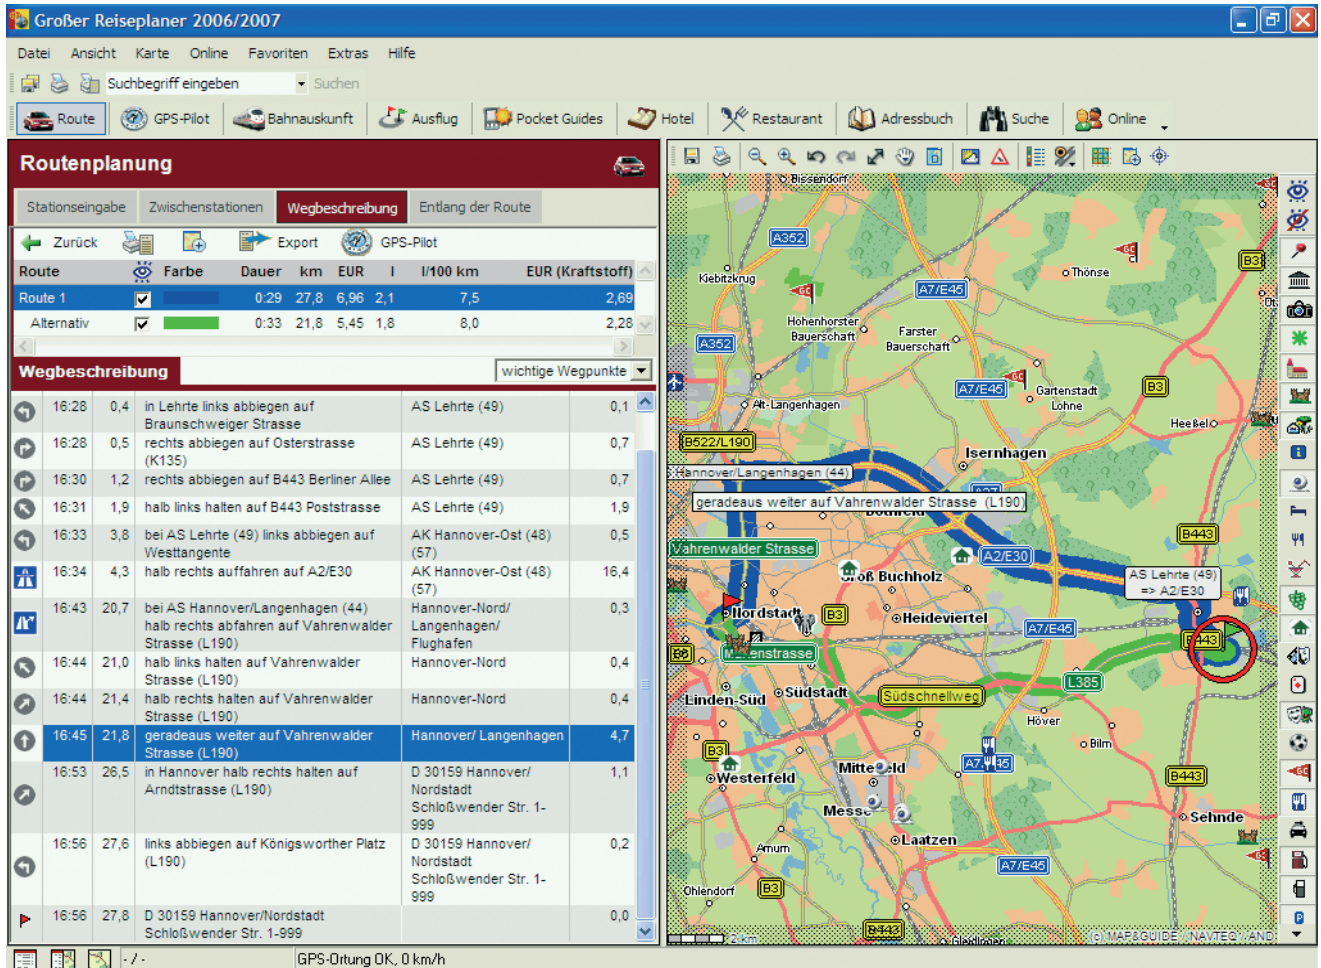 Großer Reiseplaner 2006/2007
Datei Ansicht Karte Online Favoriten Extras Hilfe
Suchbegriff eingeben Suchen
Route GPS-Pilot Bahnauskunft Ausflug Pocket Guides Hotel Restaurant Adressbuch Suche Online
Routenplanung
Stationseingabe Zwischenstationen Wegbeschreibung Entlang der Route
Zurück Export GPS-Pilot
Route Farbe Dauer km EUR l l/100 km EUR (Kraftstoff)
Route 1 0:29 27,8 6,96 2,1 7,5 2,69
Alternativ 0:33 21,8 5,45 1,8 8,0 2,28
Wegbeschreibung wichtige Wegpunkte
16:28 0,4 in Lehrte links abbiegen auf AS Lehrte (49) 0,1
Braunschweiger Strasse
16:28 0,5 rechts abbiegen auf Osterstrasse AS Lehrte (49) 0,7
(K135)
16:30 1,2 rechts abbiegen auf B443 Berliner Allee AS Lehrte (49) 0,7
16:31 1,9 halb links halten auf B443 Poststrasse AS Lehrte (49) 1,9
16:33 3,8 bei AS Lehrte (49) links abbiegen auf AK Hannover-Ost (48) 0,5
Westtangente (57)
16:34 4,3 halb rechts auffahren auf A2/E30 AK Hannover-Ost (48) 16,4
(57)
16:43 20,7 bei AS Hannover/Langenhagen (44) Hannover-Nord/ 0,3
halb rechts abfahren auf Vahrenwalder Langenhagen/
Strasse (L190) Flughafen
16:44 21,0 halb links halten auf Vahrenwalder Hannover-Nord 0,4
Strasse (L190)
16:44 21,4 halb rechts halten auf Vahrenwalder Hannover-Nord 0,4
Strasse (L190)
16:45 21,8 geradeaus weiter auf Vahrenwalder Hannover/ Langenhagen 4,7
Strasse (L190)
16:53 26,5 in Hannover halb rechts halten auf D 30159 Hannover/ 1,1
Arndtstrasse (L190) Nordstadt
Schloßwender Str. 1-
999
16:56 27,6 links abbiegen auf Königsworther Platz D 30159 Hannover/ 0,2
(L190) Nordstadt
Schloßwender Str. 1-
999
16:56 27,8 D 30159 Hannover/Nordstadt 0,0
Schloßwender Str. 1-999
- / - GPS-Ortung OK, 0 km/h
Bissendorf
A352
B3
Kiebitzkrug
Thönse
A7/E45
Hohenhorster
Bauerschaft
Farster
Bauerschaft
A352
A7/E45
Gartenstadt
Lohne
B3
Alt-Langenhagen
Heeßel
B522/L190
Isernhagen
Hannover/Langenhagen (44)
geradeaus weiter auf Vahrenwalder Strasse (L190)
B443
Vahrenwalder Strasse
A2/E30
Groß Buchholz
AS Lehrte (49)
=> A2/E30
Nordstadt
B3
Heideviertel
A7/E45
B443
L385
Linden-Süd
Südstadt
Südschnellweg
Höver
Bilm
B3
Westerfeld
B443
Sehnde
Laatzen
Arnum
A7/E45
Ohlendorf
B3
B443
2 km
Gleidingen
(c) MAP&GUIDE // NAVTEQ // AND